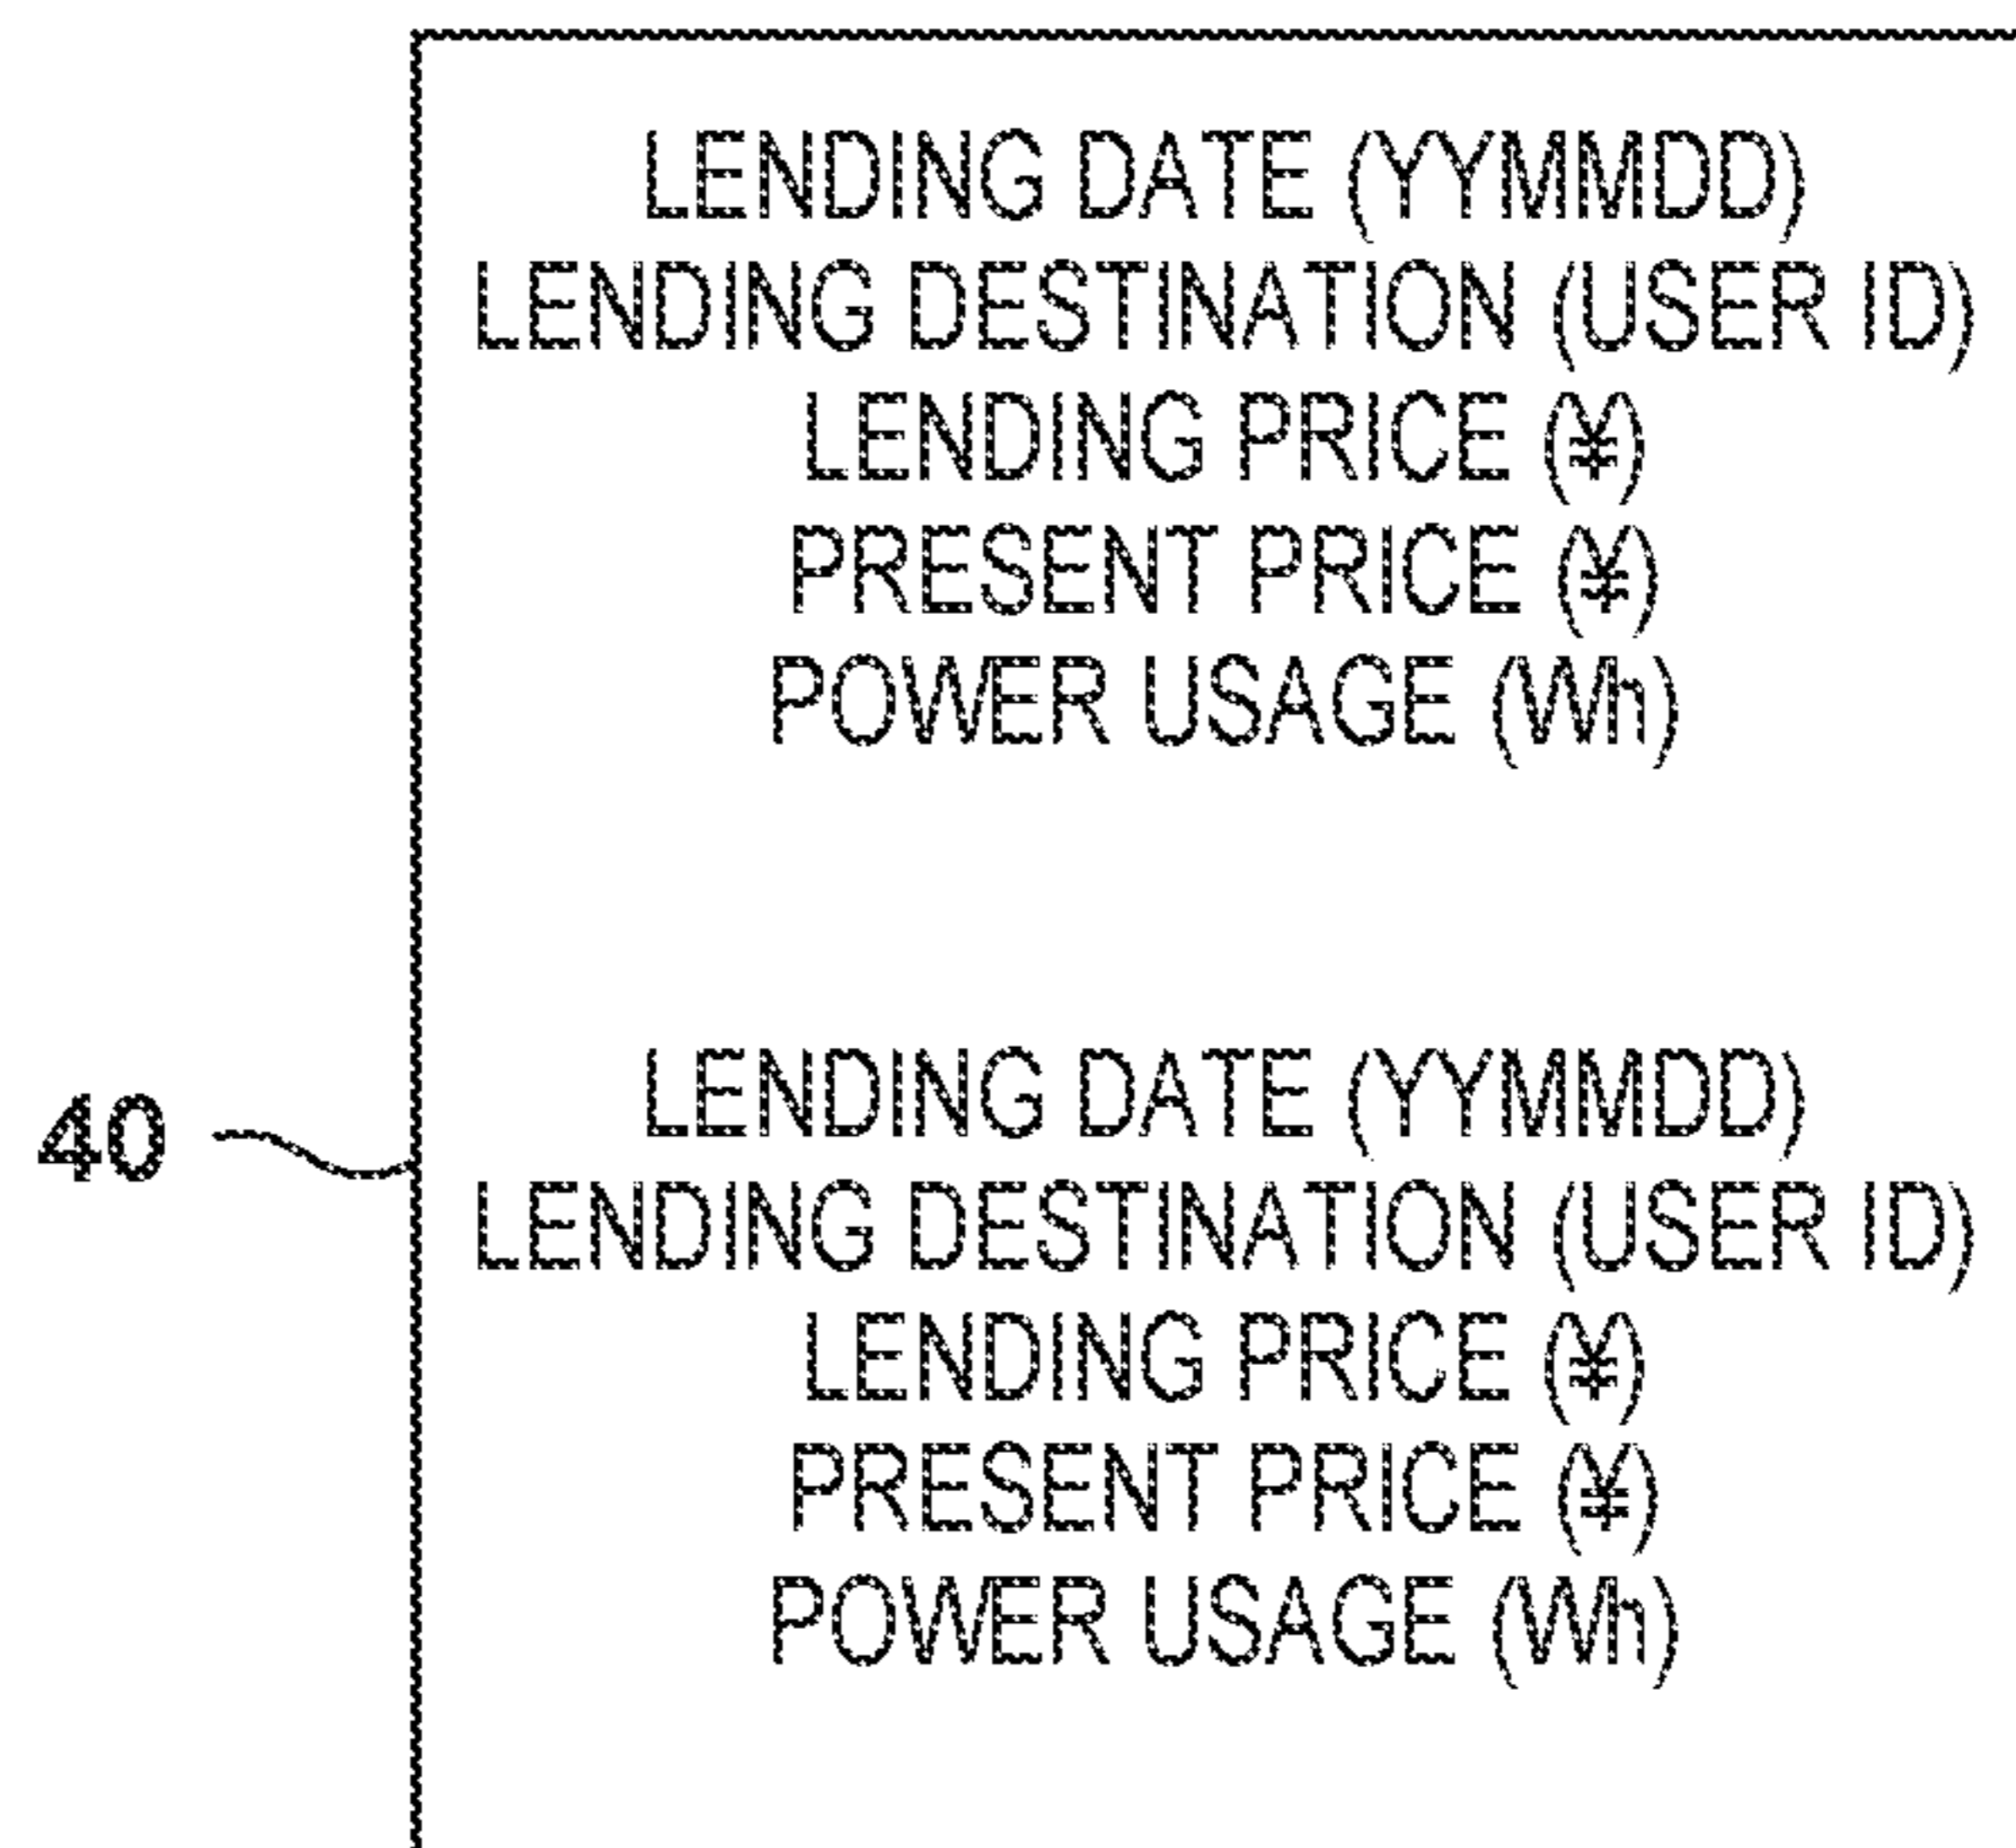 LENDING DATE (YYMMDD)
LENDING DESTINATION (USER ID)
LENDING PRICE (¥)
PRESENT PRICE (¥)
POWER USAGE (Wh)
40
LENDING DATE (YYMMDD)
LENDING DESTINATION (USER ID)
LENDING PRICE (¥)
PRESENT PRICE (¥)
POWER USAGE (Wh)